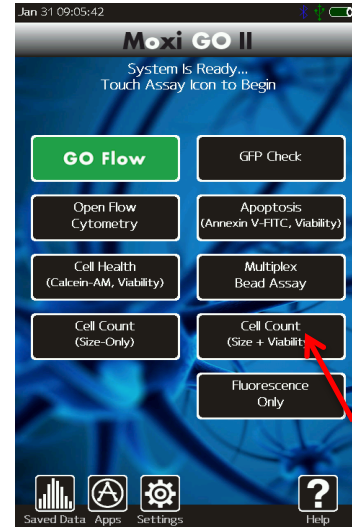 Jan 31 09:05:42
Moxi GO II
System Is Ready...
Touch Assay Icon to Begin
GO Flow
GFP Check
Open Flow
Cytometry
Apoptosis
(Annexin V-FITC, Viability)
Cell Health
(Calcein-AM, Viability)
Multiplex
Bead Assay
Cell Count
(Size-Only)
Cell Count
(Size + Viability
Fluorescence
Only
Saved Data
Apps
Settings
?
Help